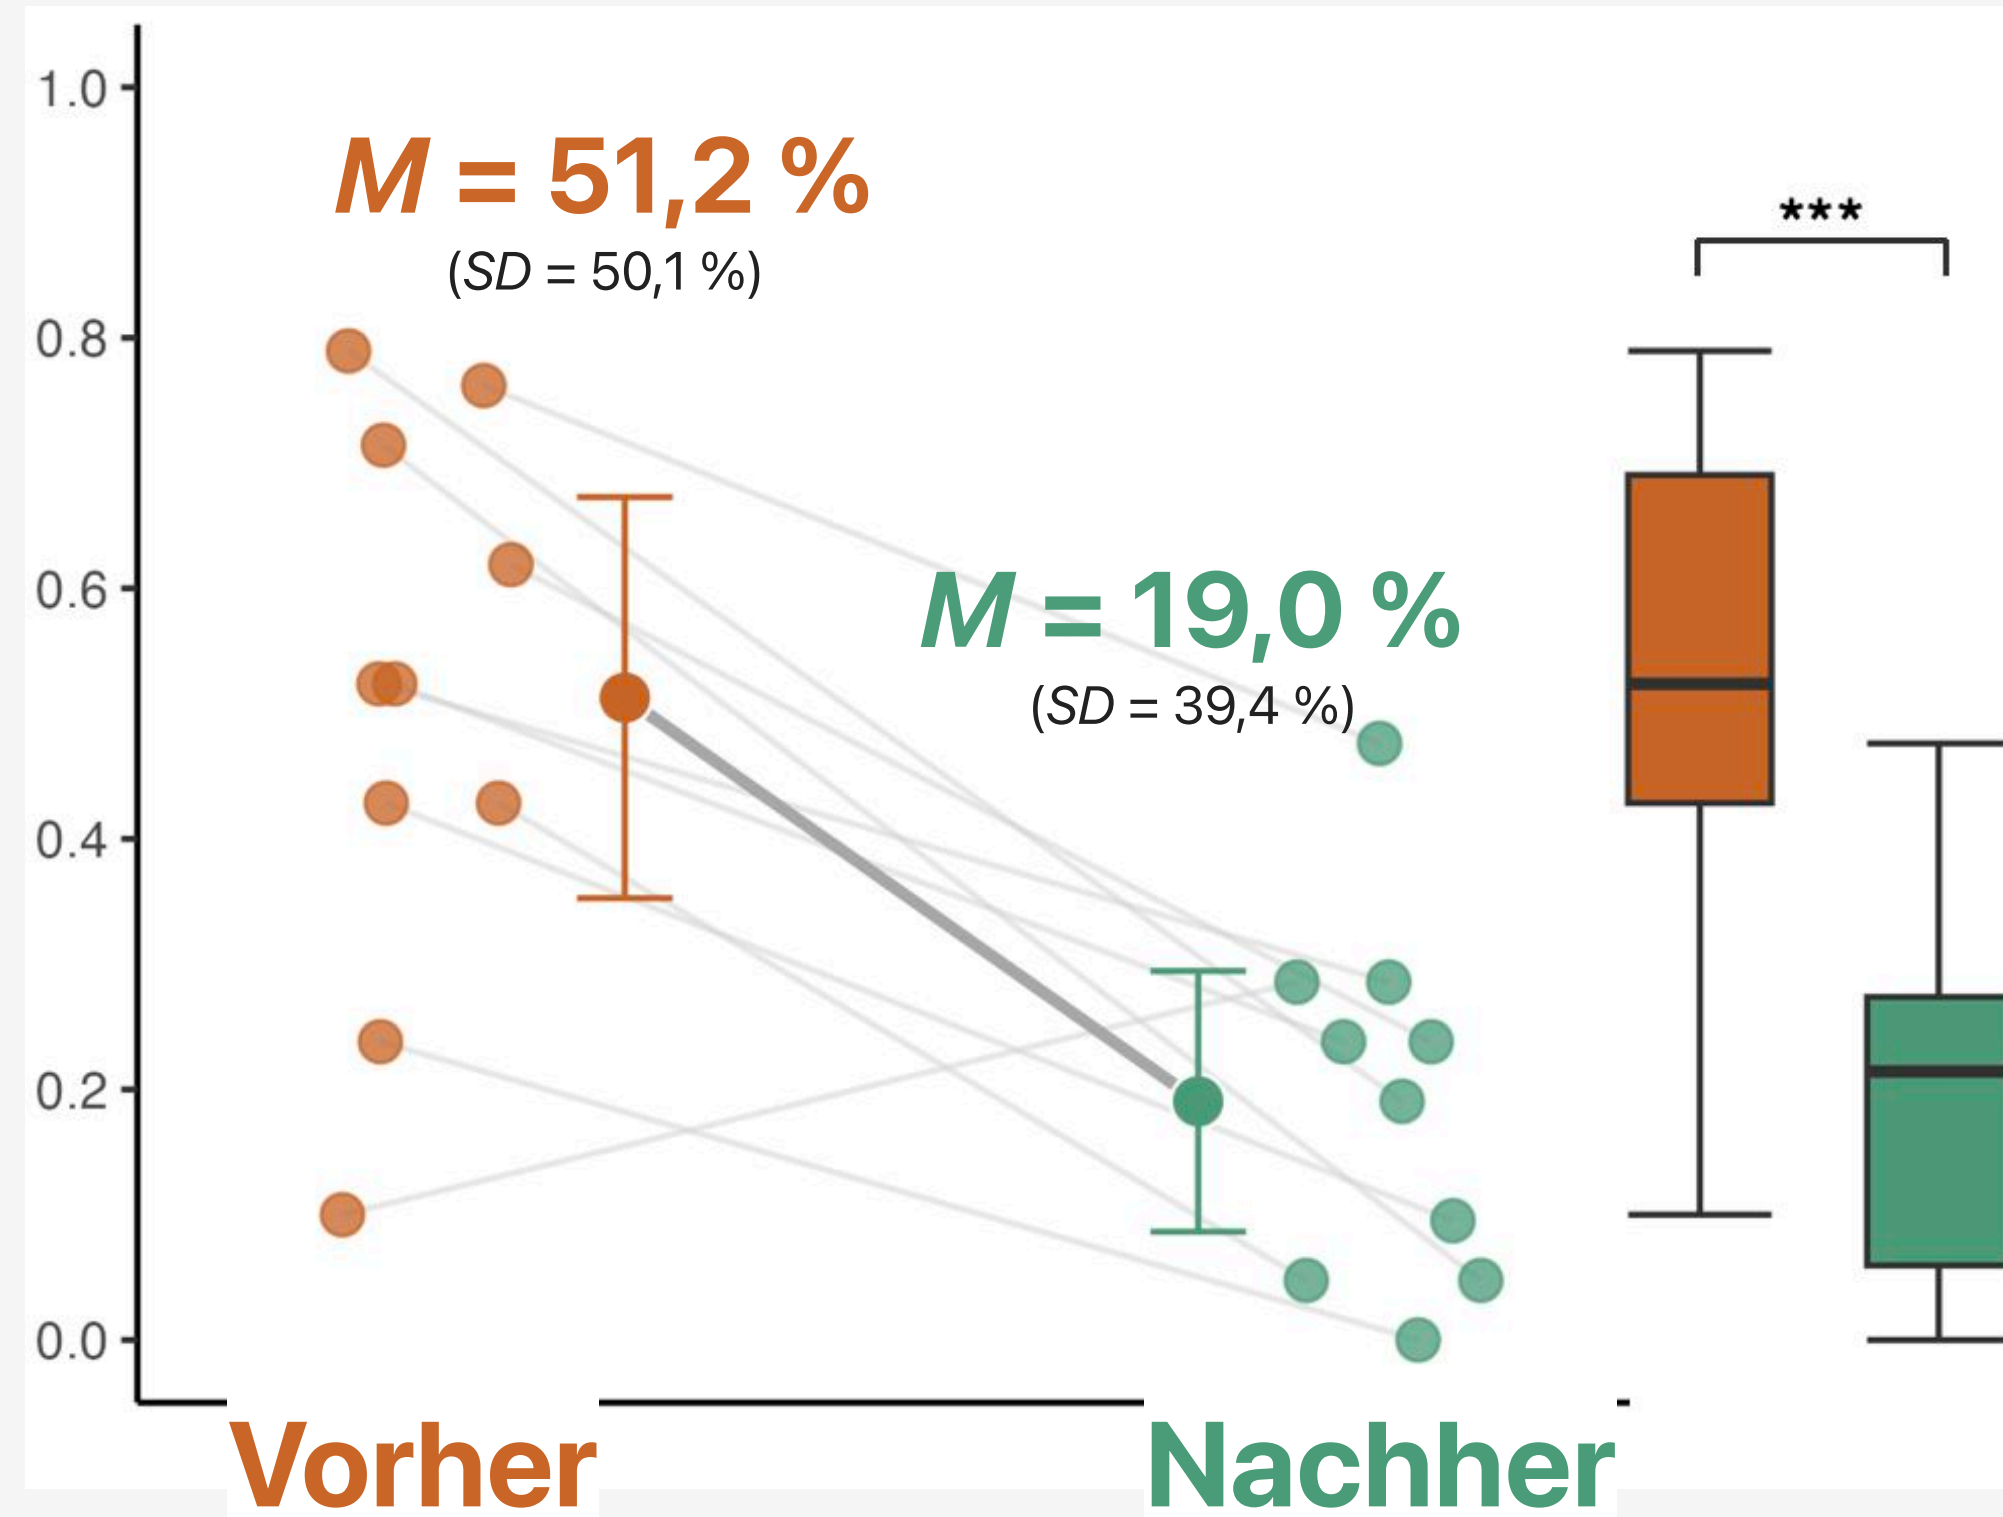 1.0
M = 51,2 %
(SD = 50,1 %)
***
0.8
0.6
M = 19,0 %
(SD = 39,4 %)
0.4
0.2
0.0
Vorher
Nachher